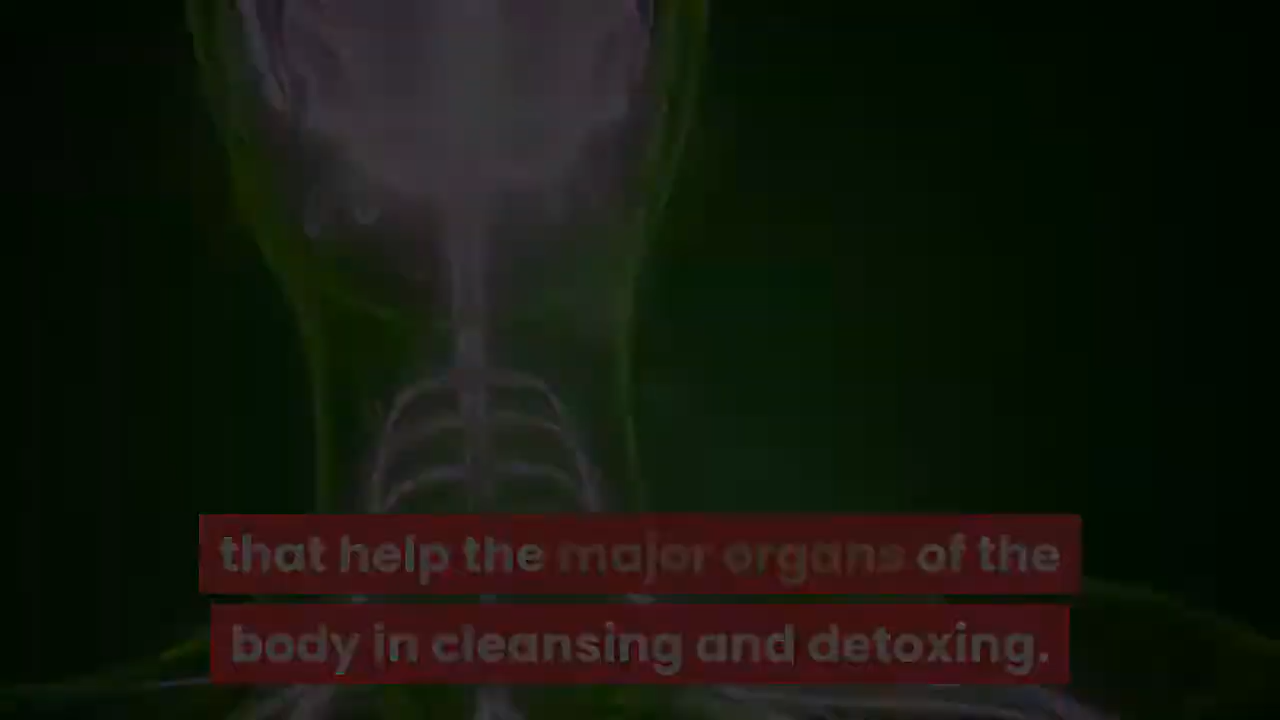 that help the major organs of the
body in cleansing and detoxing.